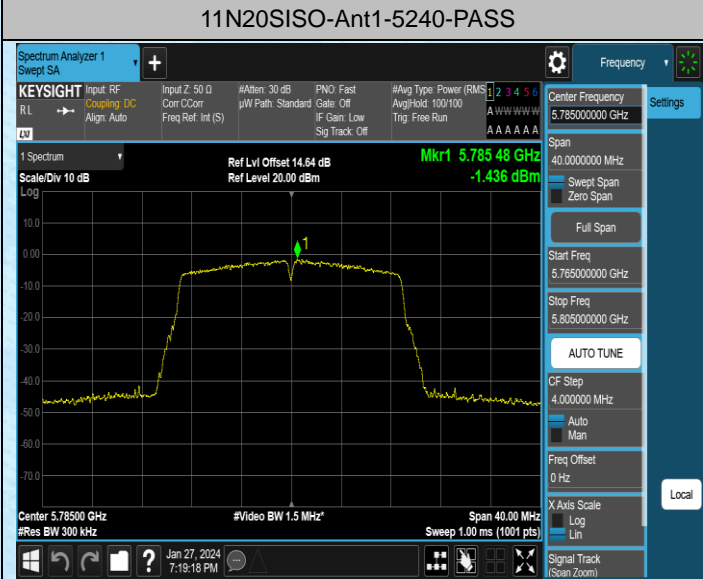 11N20SISO-Ant1-5240-PASS
Spectrum Analyzer 1
Swept SA
+
Frequency
KEYSIGHT
RL
LXI
Input: RF
Coupling: DC
Align: Auto
Input Z: 50 Ω
Corr CCorr
Freq Ref: Int (S)
#Atten: 30 dB
µW Path: Standard
PNO: Fast
Gate: Off
IF Gain: Low
Sig Track: Off
#Avg Type: Power (RMS
Avg|Hold: 100/100
Trig: Free Run
1 2 3 4 5 6
A W W W W W
A A A A A A
Center Frequency
5.785000000 GHz
Settings
Span
40.0000000 MHz
Swept Span
Zero Span
Full Span
Start Freq
5.765000000 GHz
Stop Freq
5.805000000 GHz
AUTO TUNE
CF Step
4.000000 MHz
Auto
Man
Freq Offset
0 Hz
X Axis Scale
Log
Lin
Signal Track
(Span Zoom)
Local
1 Spectrum
Scale/Div 10 dB
Log
Ref Lvl Offset 14.64 dB
Ref Level 20.00 dBm
Mkr1 5.785 48 GHz
-1.436 dBm
1
10.0
0.00
-10.0
-20.0
-30.0
-40.0
-50.0
-60.0
-70.0
Center 5.78500 GHz
#Res BW 300 kHz
#Video BW 1.5 MHz*
Span 40.00 MHz
Sweep 1.00 ms (1001 pts)
?
Jan 27, 2024
7:19:18 PM